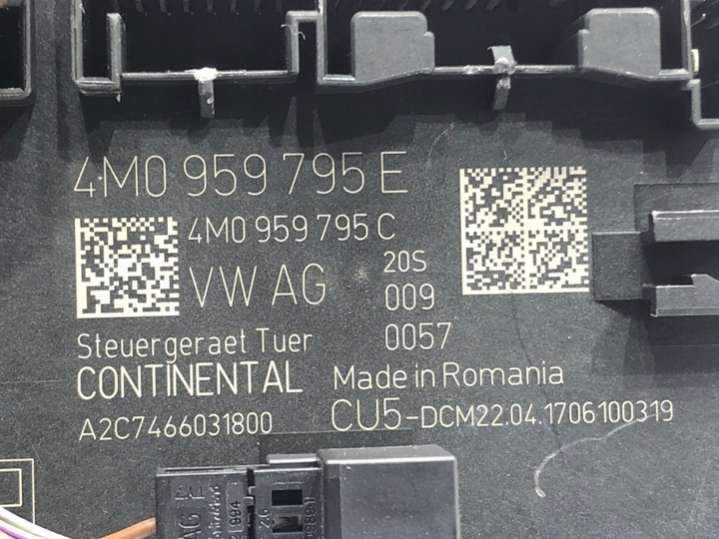 4M0 959 795 E
4M0 959 795 C
VW AG
20S
009
0057
Steuergeraet Tuer
CONTINENTAL
Made in Romania
A2C7466031800
CU5-DCM22.04.1706100319